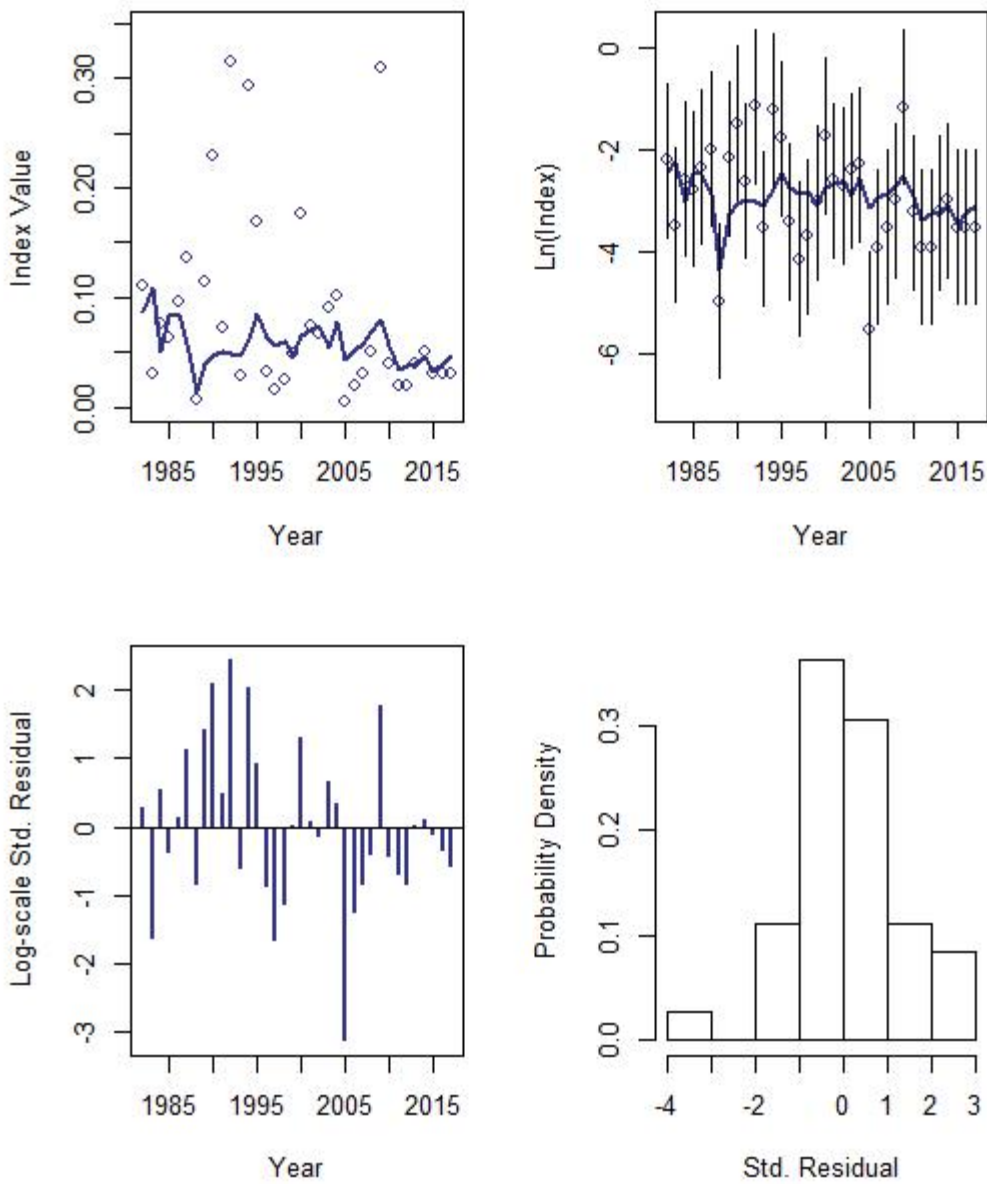 Index Value
0.30
0.20
0.10
0.00
1985 1995 2005 2015
Year
Ln(Index)
0
-2
-4
-6
1985 1995 2005 2015
Year
Log-scale Std. Residual
2
1
0
-1
-2
-3
1985 1995 2005 2015
Year
Probability Density
0.3
0.2
0.1
0.0
-4 -2 0 1 2 3
Std. Residual